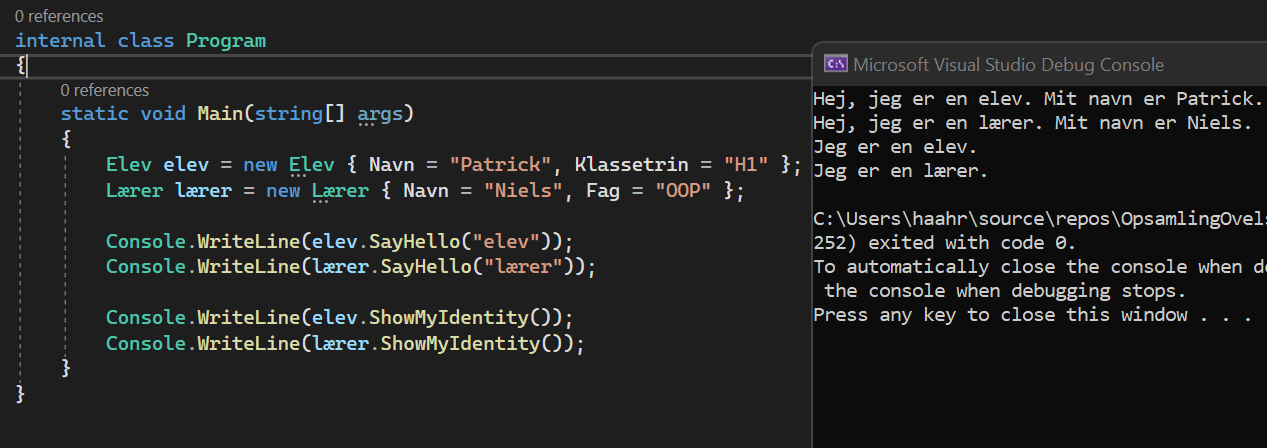 0 references
internal class Program
{
0 references
static void Main(string[] args)
{
Elev elev = new Elev { Navn = "Patrick", Klassetrin = "H1" };
Lærer lærer = new Lærer { Navn = "Niels", Fag = "OOP" };
Console.WriteLine(elev.SayHello("elev"));
Console.WriteLine(lærer.SayHello("lærer"));
Console.WriteLine(elev.ShowMyIdentity());
Console.WriteLine(lærer.ShowMyIdentity());
}
}
Microsoft Visual Studio Debug Console
Hej, jeg er en elev. Mit navn er Patrick.
Hej, jeg er en lærer. Mit navn er Niels.
Jeg er en elev.
Jeg er en lærer.
C:\Users\haahr\source\repos\OpsamlingOvels
252) exited with code 0.
To automatically close the console when de
the console when debugging stops.
Press any key to close this window . . .